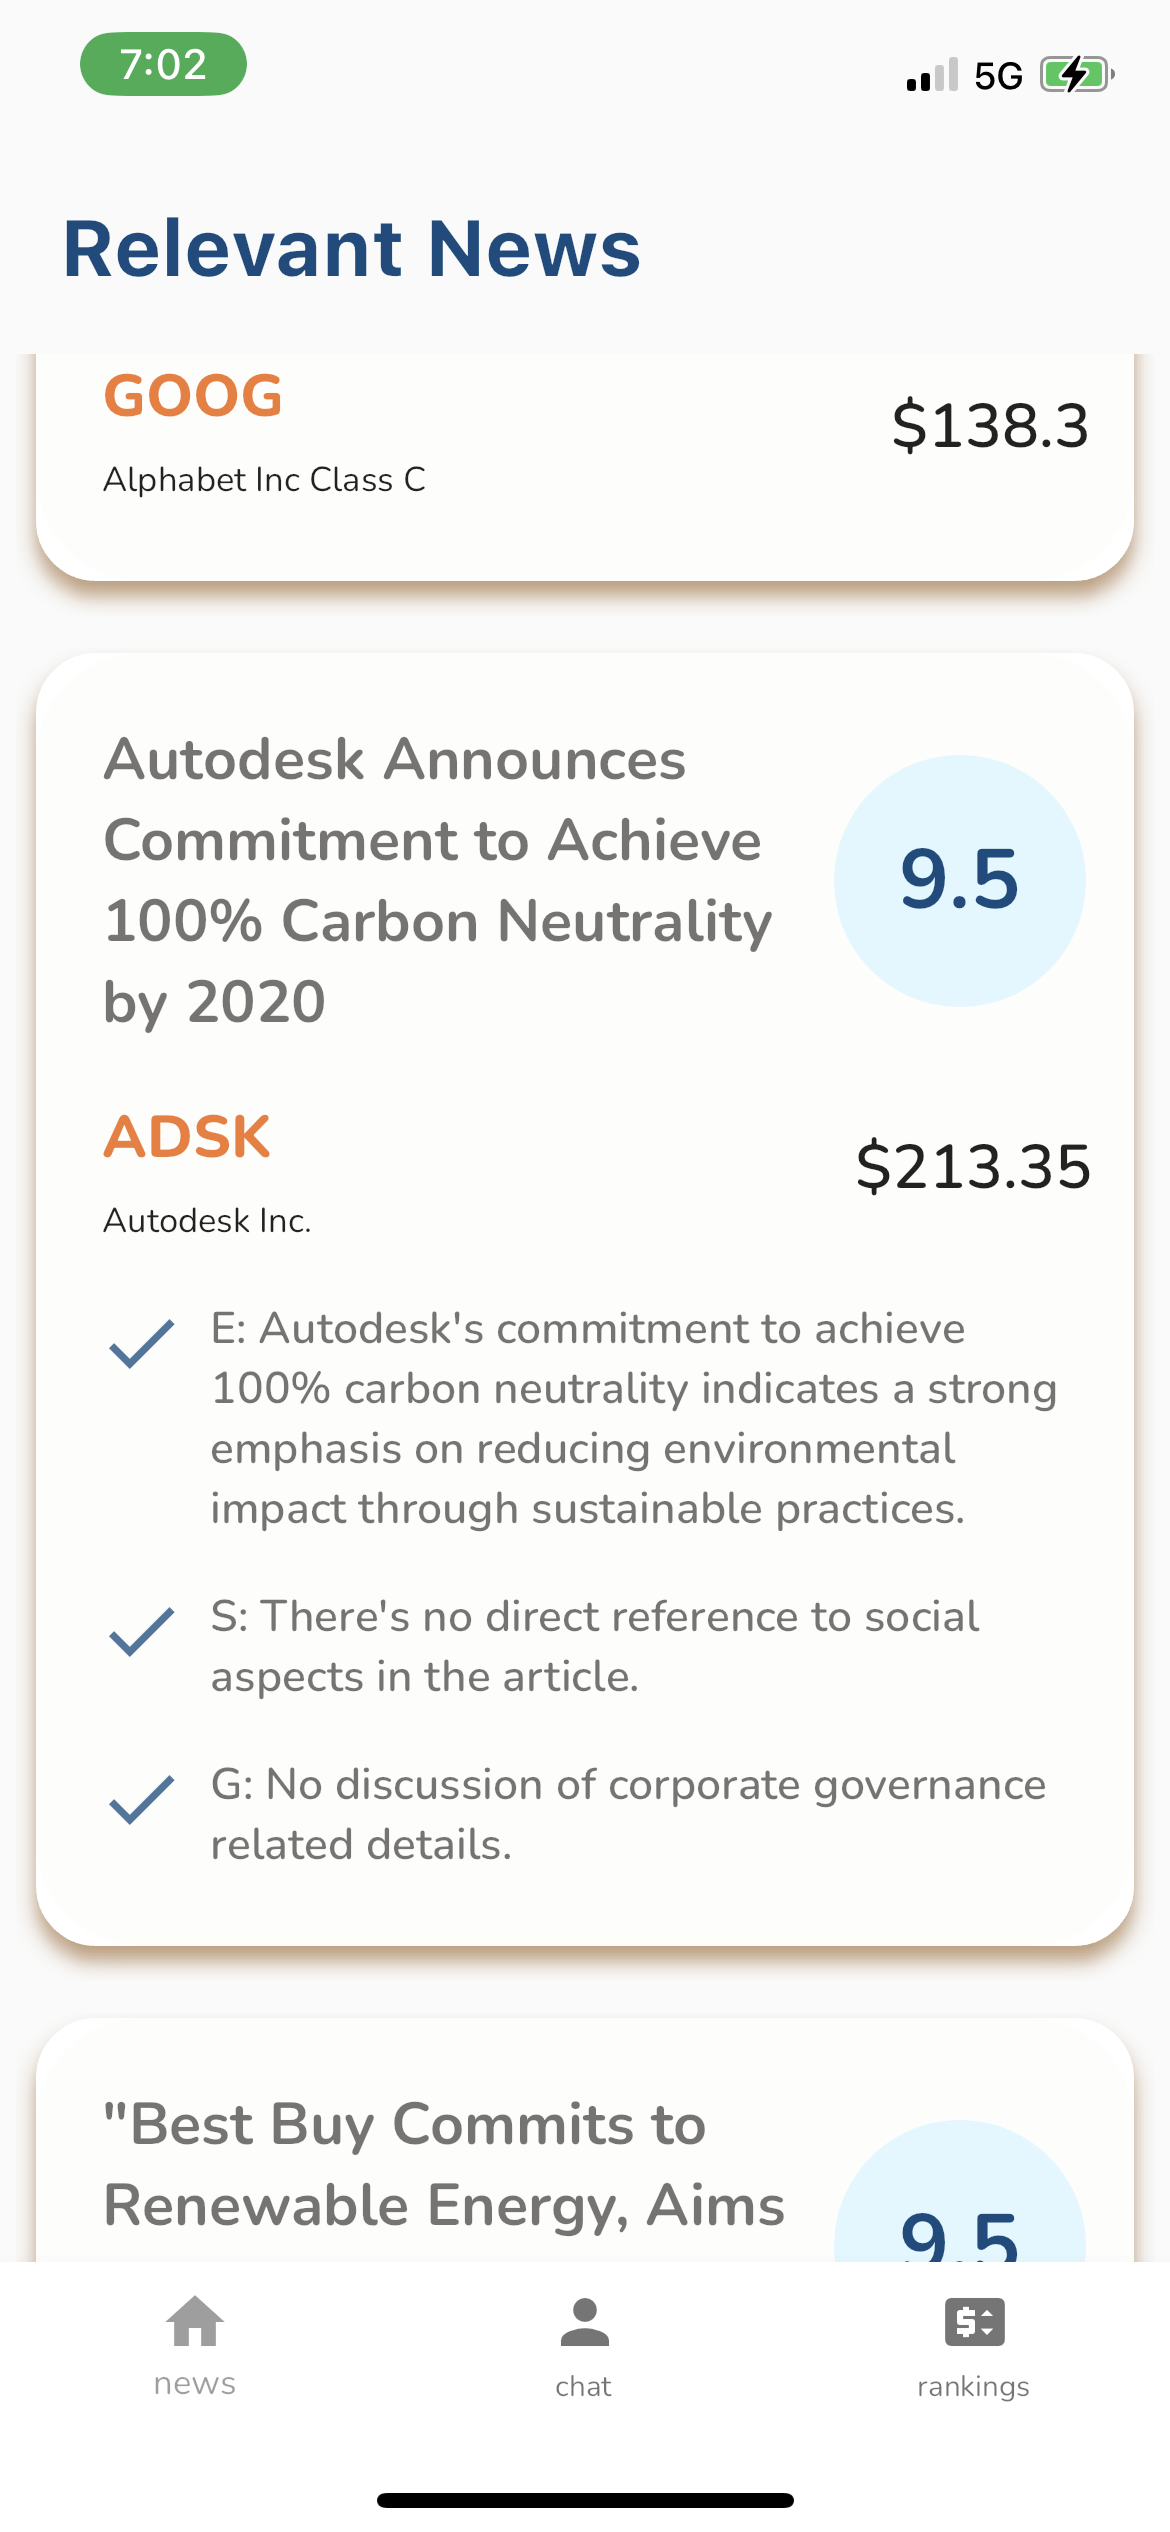 7:02
5G
Relevant News
GOOG
$138.3
Alphabet Inc Class C
Autodesk Announces
Commitment to Achieve
100% Carbon Neutrality
by 2020
9.5
ADSK
$213.35
Autodesk Inc.
E: Autodesk's commitment to achieve
100% carbon neutrality indicates a strong
emphasis on reducing environmental
impact through sustainable practices.
S: There's no direct reference to social
aspects in the article.
G: No discussion of corporate governance
related details.
"Best Buy Commits to
Renewable Energy, Aims
9.5
news
chat
rankings